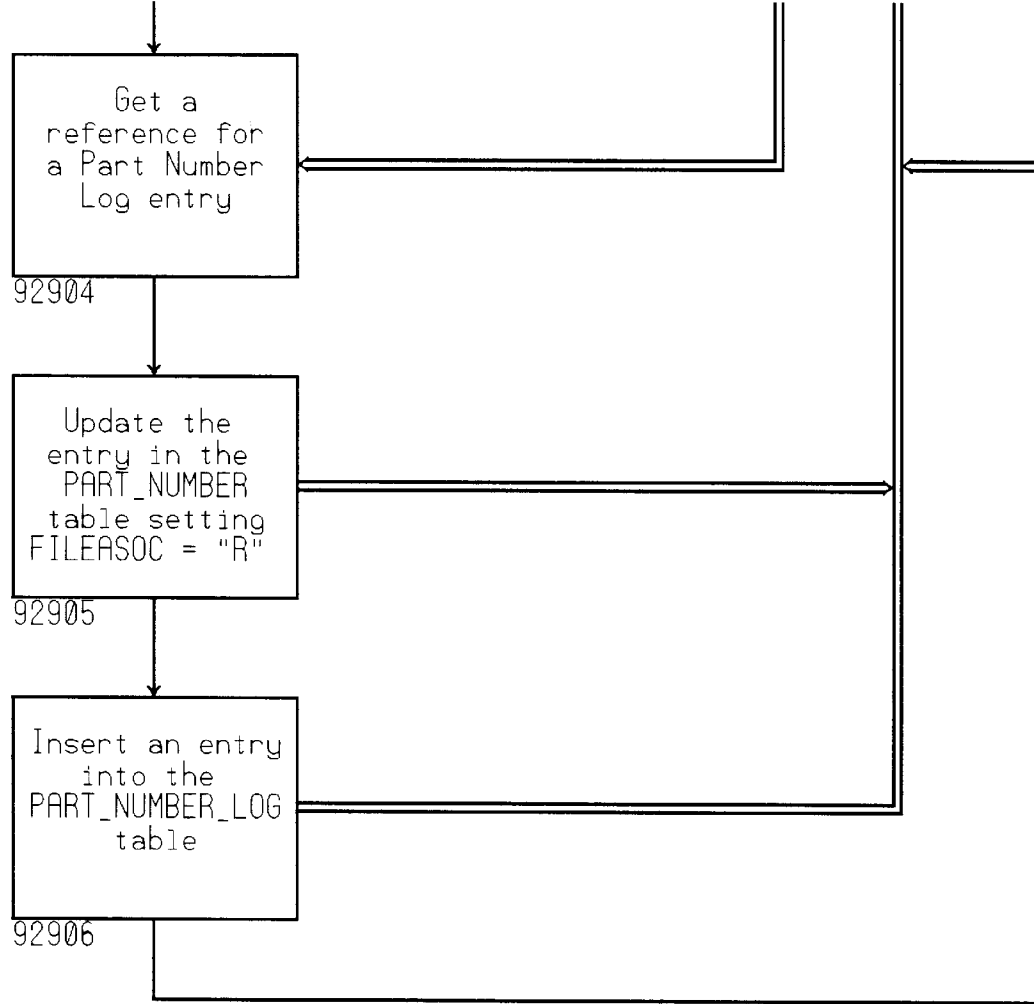 Get a
reference for
a Part Number
Log entry
92904
Update the
entry in the
PART_NUMBER
table setting
FILEASOC = "R"
92905
Insert an entry
into the
PART_NUMBER_LOG
table
92906